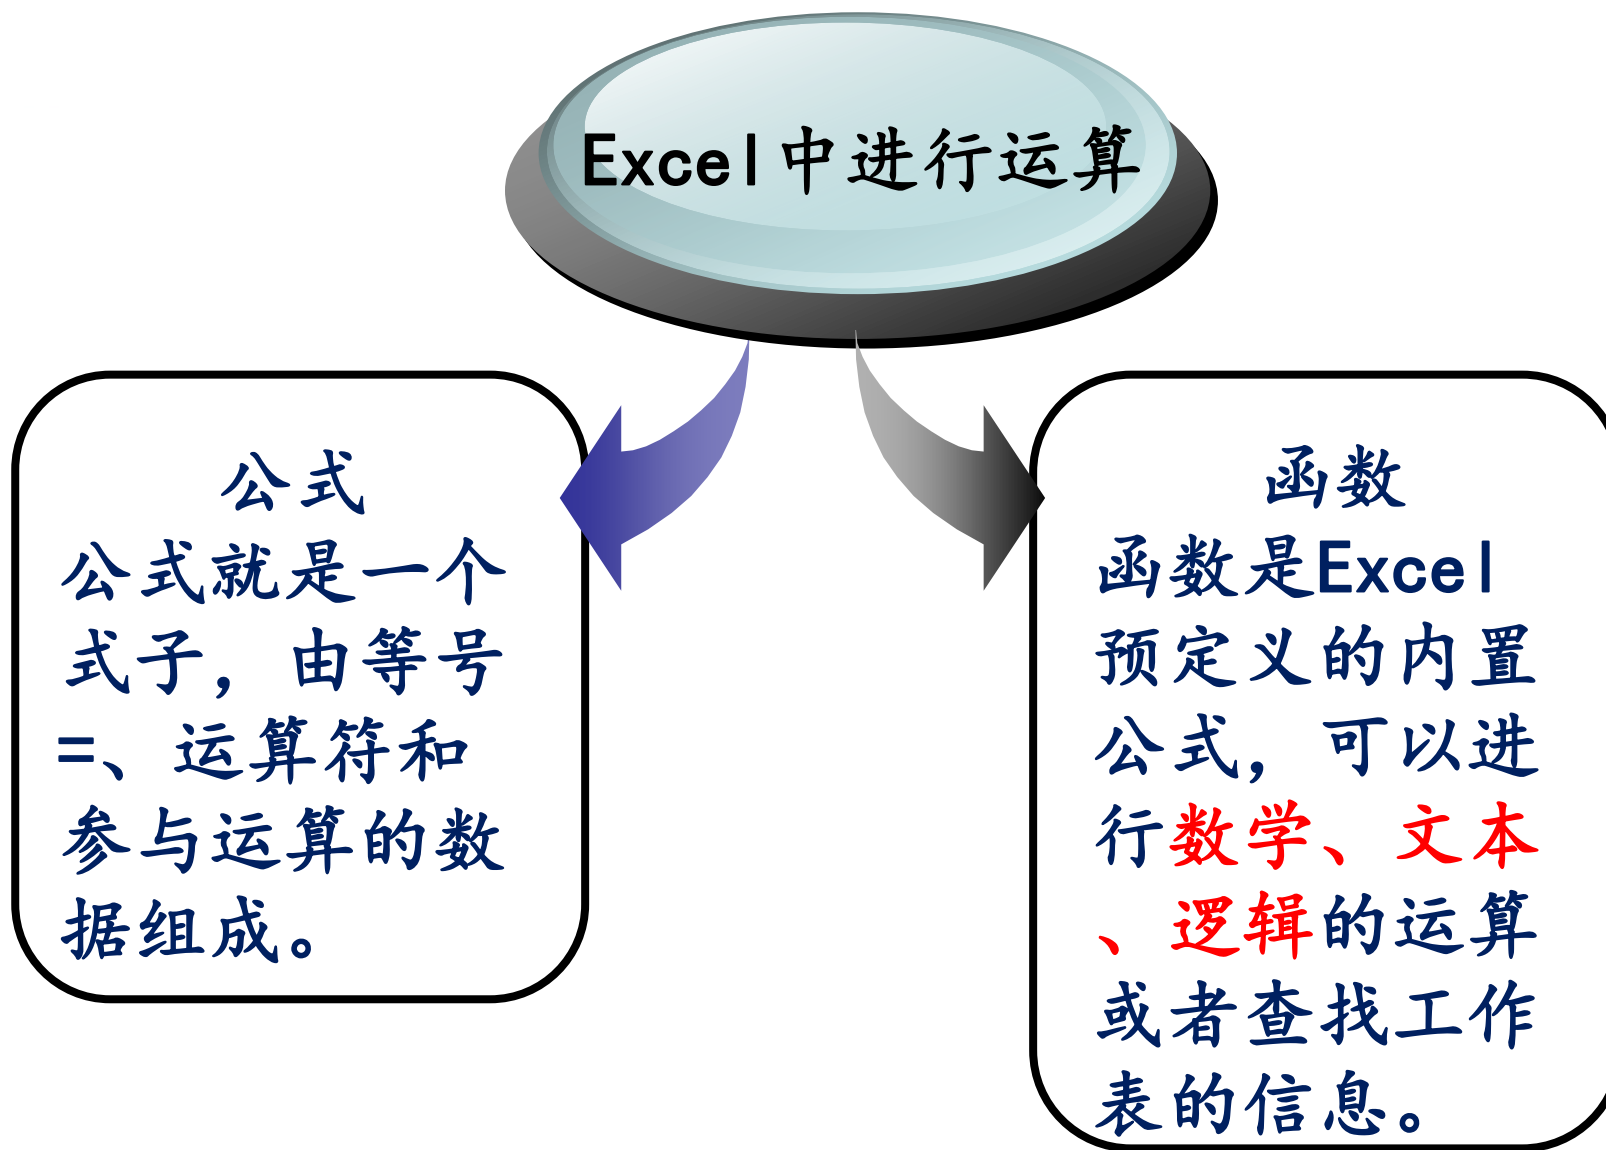 Excel中进行运算
公式
公式就是一个
式子，由等号
=、运算符和
参与运算的数
据组成。
函数
函数是Excel
预定义的内置
公式，可以进
行数学、文本
、逻辑的运算
或者查找工作
表的信息。